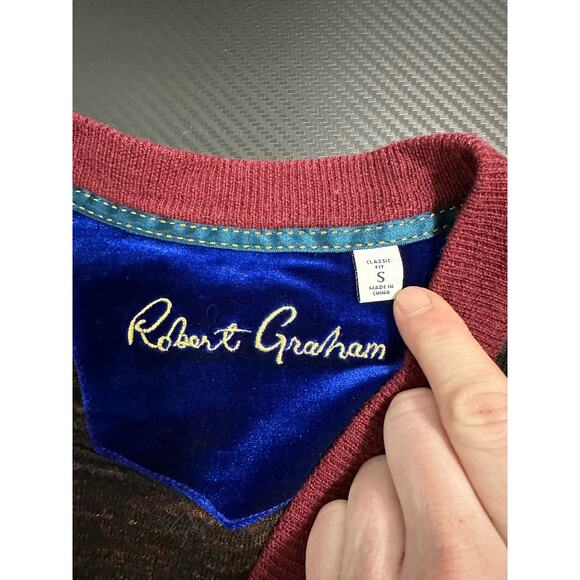 CLASSIC
FIT
S
MADE IN
CHINA
Robert Graham